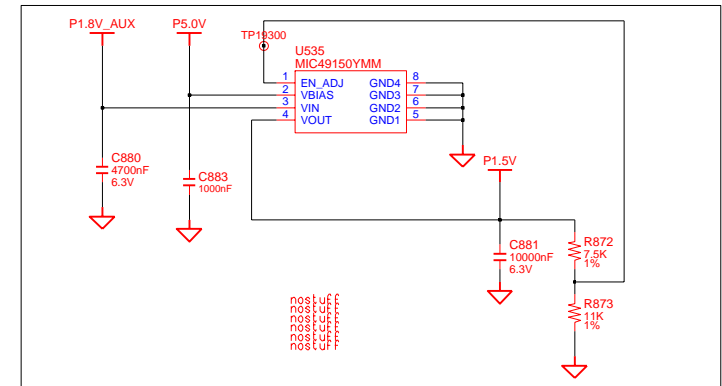 P1.8V_AUX P5.0V
TP19300
U535
MIC49150YMM
1 EN_ADJ GND4 8
2 VBIAS GND3 7
3 VIN GND2 6
4 VOUT GND1 5
C880
4700nF
6.3V
C883
1000nF
P1.5V
C881
10000nF
6.3V
R872
7.5K
1%
R873
11K
1%
nostuff
nostuff
nostuff
nostuff
nostuff
nostuff